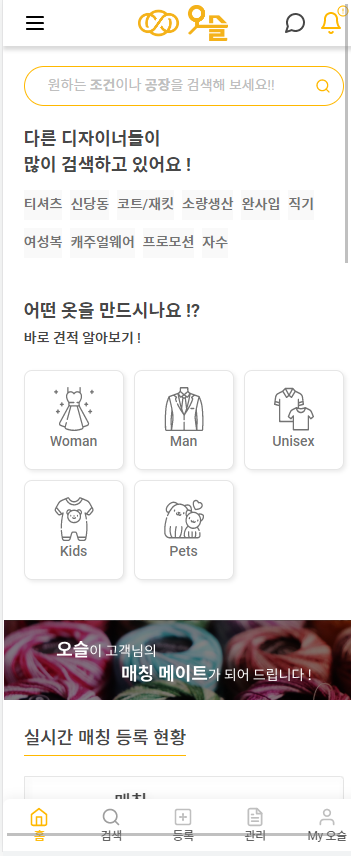 오슬
원하는 조건이나 공장을 검색해 보세요!!
다른 디자이너들이
많이 검색하고 있어요 !
티셔츠 신당동 코트/재킷 소량생산 완사입 직기
여성복 캐주얼웨어 프로모션 자수
어떤 옷을 만드시나요 !?
바로 견적 알아보기 !
Woman Man Unisex
Kids Pets
오슬이 고객님의
매칭 메이트가 되어 드립니다 !
실시간 매칭 등록 현황
매칭
홈 검색 등록 관리 My 오슬